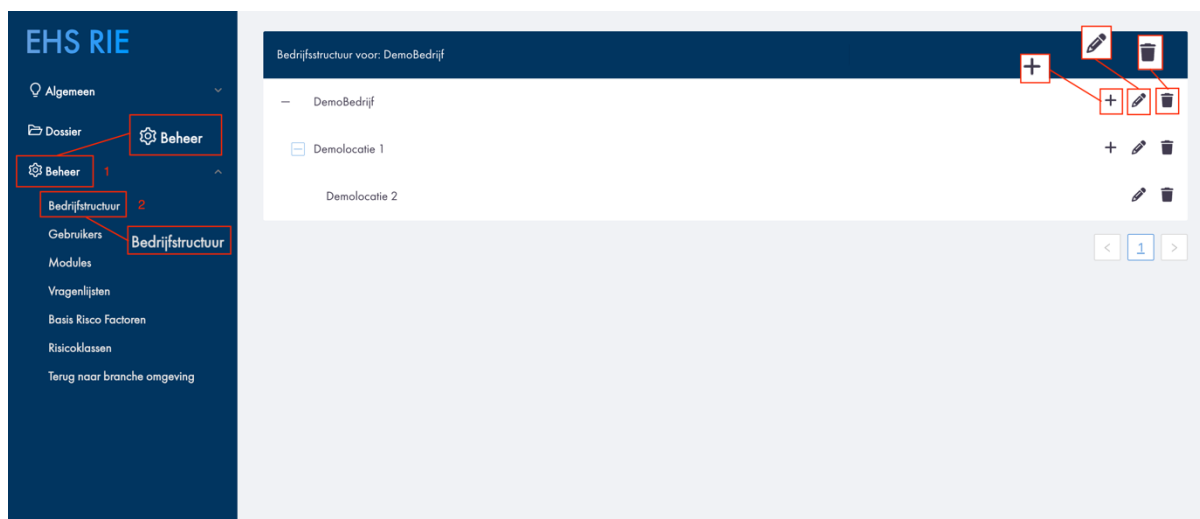 EHS RIE
Algemeen
Dossier
Beheer
Beheer 1
Bedrijfstructuur 2
Gebruikers
Bedrijfstructuur
Modules
Vragenlijsten
Basis Risco Factoren
Risicoklassen
Terug naar branche omgeving
Bedrijfsstructuur voor: DemoBedrijf
DemoBedrijf
Demolocatie 1
Demolocatie 2
< 1 >